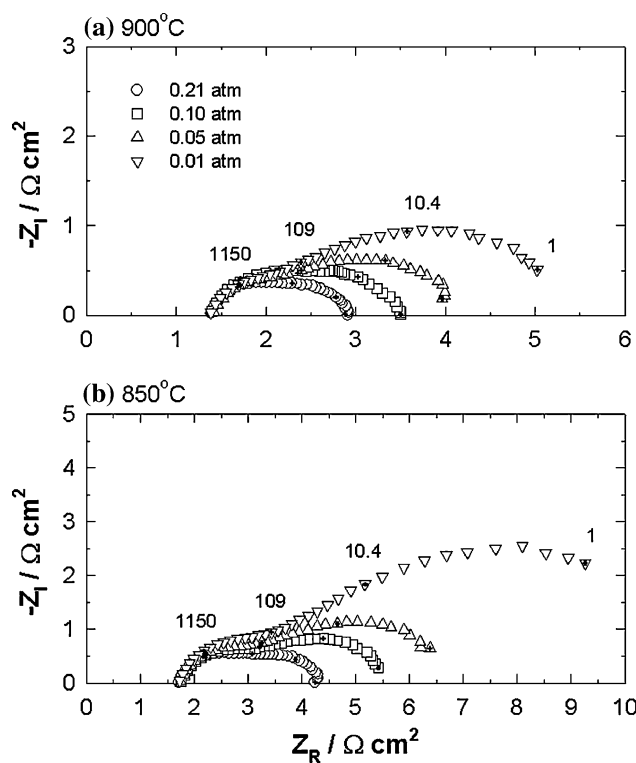 (a) 900°C
3
2
1
0
-Z_I / Ω cm²
0.21 atm
0.10 atm
0.05 atm
0.01 atm
1150
109
10.4
1
0 1 2 3 4 5 6
(b) 850°C
5
4
3
2
1
0
-Z_I / Ω cm²
1150
109
10.4
1
0 1 2 3 4 5 6 7 8 9 10
Z_R / Ω cm²